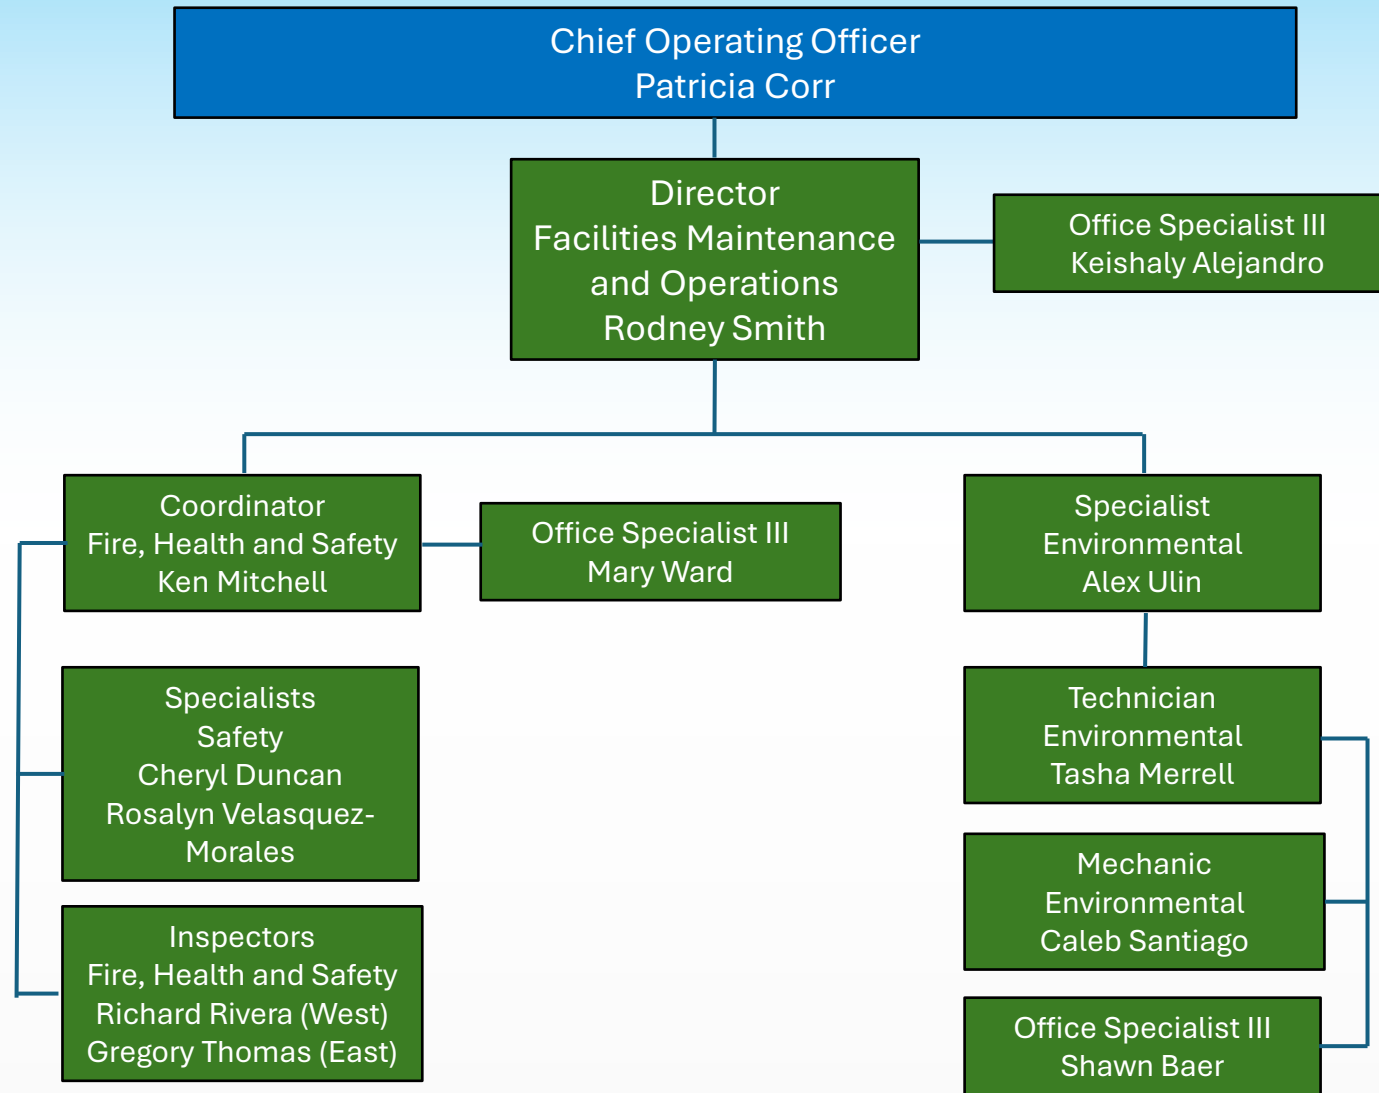 Chief Operating Officer
Patricia Corr
Director
Facilities Maintenance
and Operations
Rodney Smith
Office Specialist III
Keishaly Alejandro
Coordinator
Fire, Health and Safety
Ken Mitchell
Office Specialist III
Mary Ward
Specialist
Environmental
Alex Ulin
Specialists
Safety
Cheryl Duncan
Rosalyn Velasquez-
Morales
Technician
Environmental
Tasha Merrell
Mechanic
Environmental
Caleb Santiago
Inspectors
Fire, Health and Safety
Richard Rivera (West)
Gregory Thomas (East)
Office Specialist III
Shawn Baer